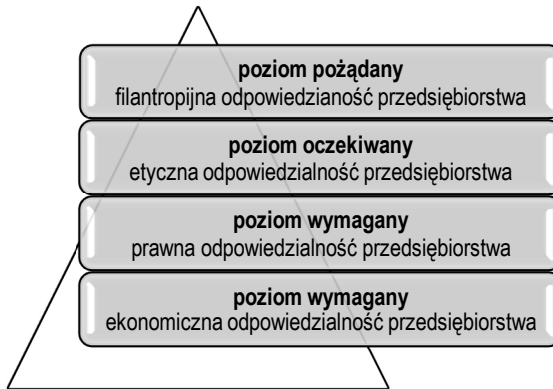 poziom pożądany
filantropijna odpowiedzianość przedsiębiorstwa
poziom oczekiwany
etyczna odpowiedzialność przedsiębiorstwa
poziom wymagany
prawna odpowiedzialność przedsiębiorstwa
poziom wymagany
ekonomiczna odpowiedzialność przedsiębiorstwa